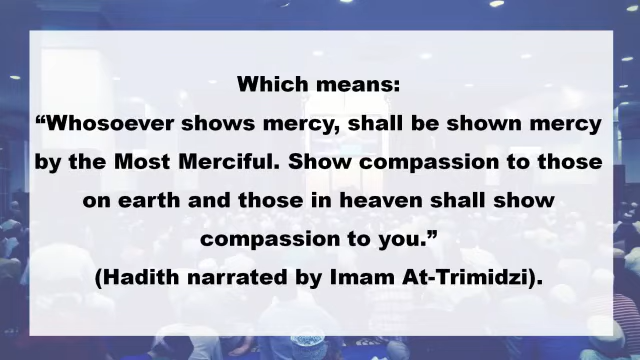 Which means:
“Whosoever shows mercy, shall be shown mercy
by the Most Merciful. Show compassion to those
on earth and those in heaven shall show
compassion to you.”
(Hadith narrated by Imam At-Trimidzi).